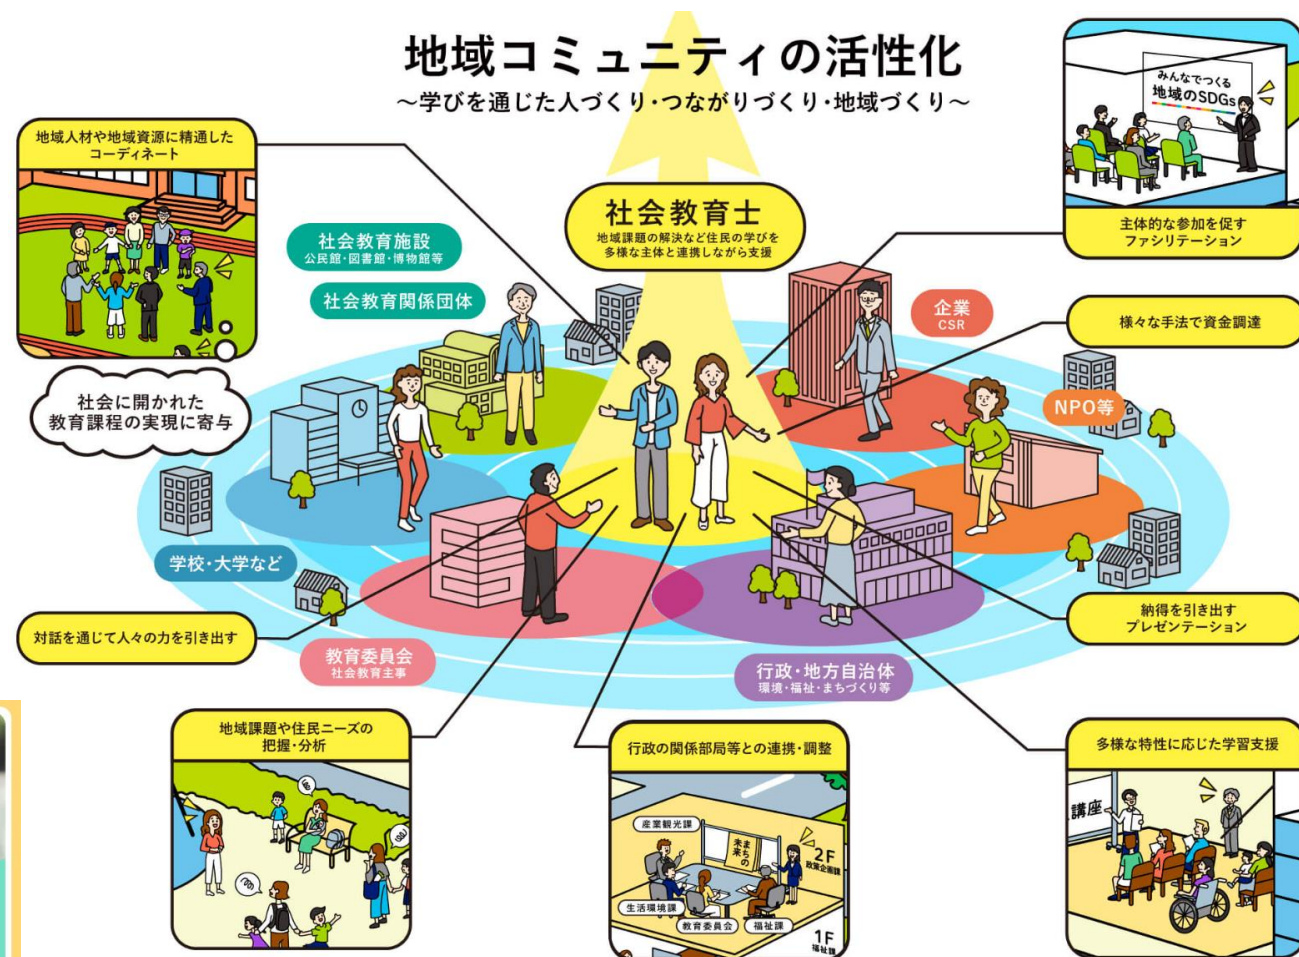 地域コミュニティの活性化
～学びを通じた人づくり・つながりづくり・地域づくり～
地域人材や地域資源に精通した
コーディネート
社会に開かれた
教育課程の実現に寄与
社会教育施設
公民館・図書館・博物館等
社会教育関係団体
社会教育士
地域課題の解決など住民の学びを
多様な主体と連携しながら支援
みんなでつくる
地域のSDGs
主体的な参加を促す
ファシリテーション
企業
CSR
様々な手法で資金調達
NPO等
学校・大学など
対話を通じて人々の力を引き出す
教育委員会
社会教育主事
行政・地方自治体
環境・福祉・まちづくり等
納得を引き出す
プレゼンテーション
地域課題や住民ニーズの
把握・分析
行政の関係部局等との連携・調整
産業観光課
まちの
未来
2F
政策企画課
生活環境課
教育委員会
福祉課
1F
福祉課
多様な特性に応じた学習支援
講座